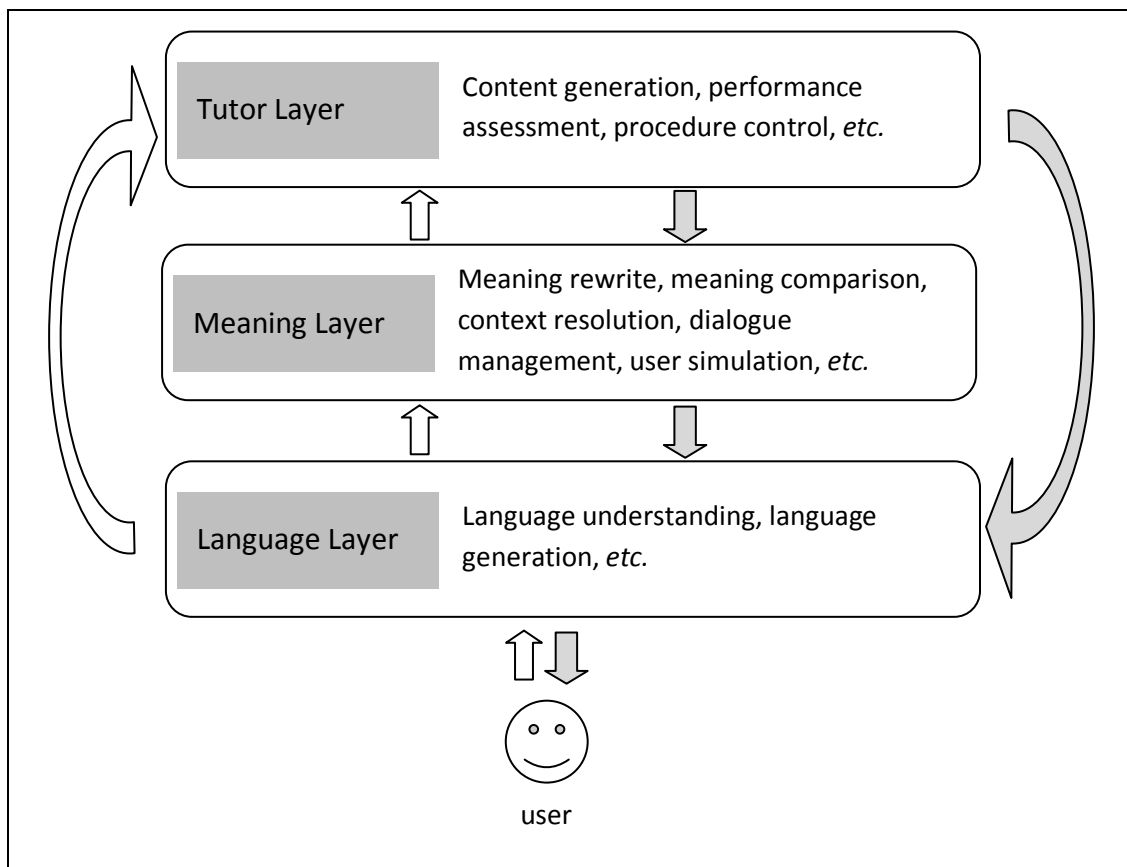 Tutor Layer
Content generation, performance
assessment, procedure control, etc.
Meaning Layer
Meaning rewrite, meaning comparison,
context resolution, dialogue
management, user simulation, etc.
Language Layer
Language understanding, language
generation, etc.
user